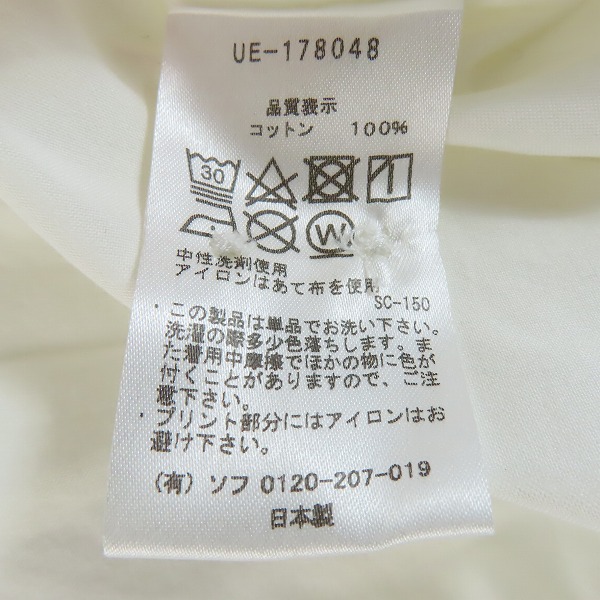 UE-178048
品質表示
コットン 100%
30
W
中性洗剤使用
アイロンはあて布を使用
SC-150
・この製品は単品でお洗い下さい。
洗濯の際多少色落ちします。ま
た着用中摩擦でほかの物に色が
付くことがありますので、ご注
意下さい。
・プリント部分にはアイロンはお
避け下さい。
(有)ソフ 0120-207-019
日本製